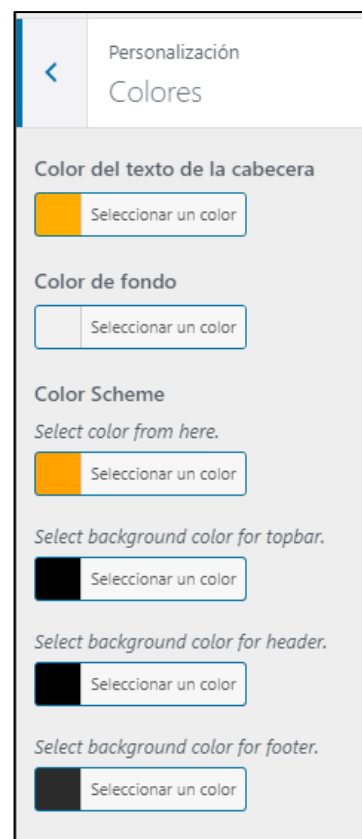 Personalización
Colores
Color del texto de la cabecera
Seleccionar un color
Color de fondo
Seleccionar un color
Color Scheme
Select color from here.
Seleccionar un color
Select background color for topbar.
Seleccionar un color
Select background color for header.
Seleccionar un color
Select background color for footer.
Seleccionar un color